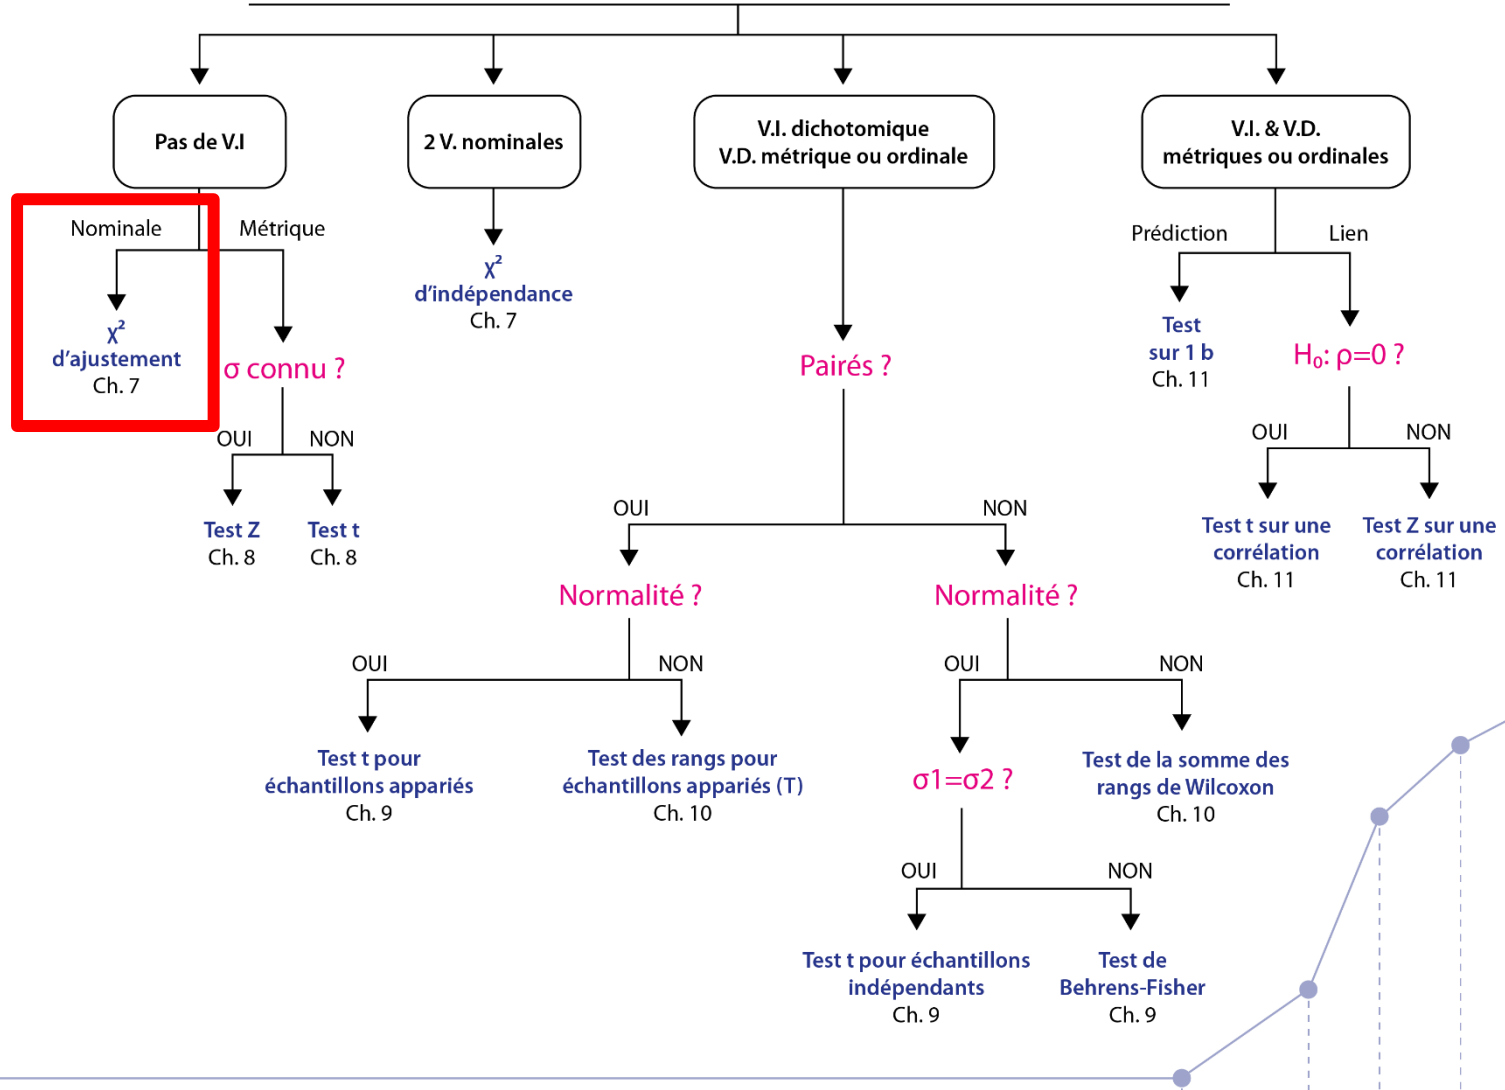 Pas de V.I
2 V. nominales
V.I. dichotomique
V.D. métrique ou ordinale
V.I. & V.D.
métriques ou ordinales
Nominale
Métrique
χ²
d'ajustement
Ch. 7
σ connu ?
OUI
NON
Test Z
Ch. 8
Test t
Ch. 8
χ²
d'indépendance
Ch. 7
Pairés ?
OUI
NON
Normalité ?
OUI
NON
Test t pour
échantillons appariés
Ch. 9
Test des rangs pour
échantillons appariés (T)
Ch. 10
Normalité ?
OUI
NON
σ1=σ2 ?
Test de la somme des
rangs de Wilcoxon
Ch. 10
OUI
NON
Test t pour échantillons
indépendants
Ch. 9
Test de
Behrens-Fisher
Ch. 9
Prédiction
Lien
Test
sur 1 b
Ch. 11
H₀: ρ=0 ?
OUI
NON
Test t sur une
corrélation
Ch. 11
Test Z sur une
corrélation
Ch. 11